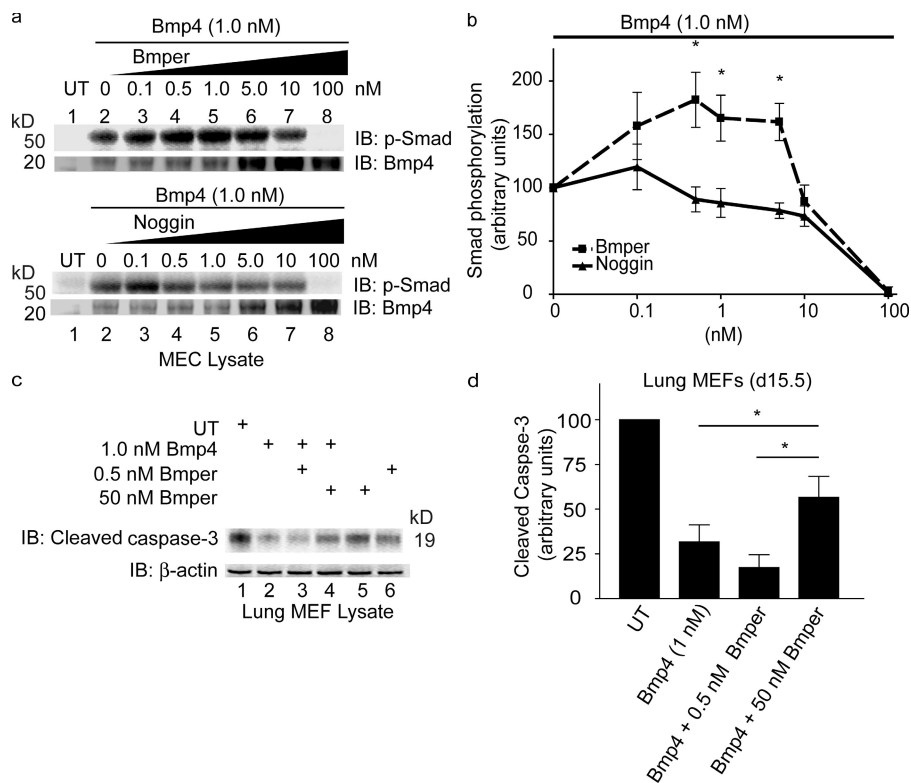 a
Bmp4 (1.0 nM)
Bmper
UT 0 0.1 0.5 1.0 5.0 10 100 nM
1 2 3 4 5 6 7 8
kD
50 IB: p-Smad
20 IB: Bmp4
Bmp4 (1.0 nM)
Noggin
kD UT 0 0.1 0.5 1.0 5.0 10 100 nM
50 IB: p-Smad
20 IB: Bmp4
1 2 3 4 5 6 7 8
MEC Lysate
b
Bmp4 (1.0 nM)
* * *
Smad phosphorylation
(arbitrary units)
200
150
100
50
0
Bmper
Noggin
0 0.1 1 10 100
(nM)
c
UT +
1.0 nM Bmp4 + + +
0.5 nM Bmper + +
50 nM Bmper + +
kD
IB: Cleaved caspase-3 19
IB: β-actin
1 2 3 4 5 6
Lung MEF Lysate
d
Lung MEFs (d15.5)
* 
*
Cleaved Caspse-3
(arbitrary units)
100
75
50
25
0
UT
Bmp4 (1 nM)
Bmp4 + 0.5 nM Bmper
Bmp4 + 50 nM Bmper